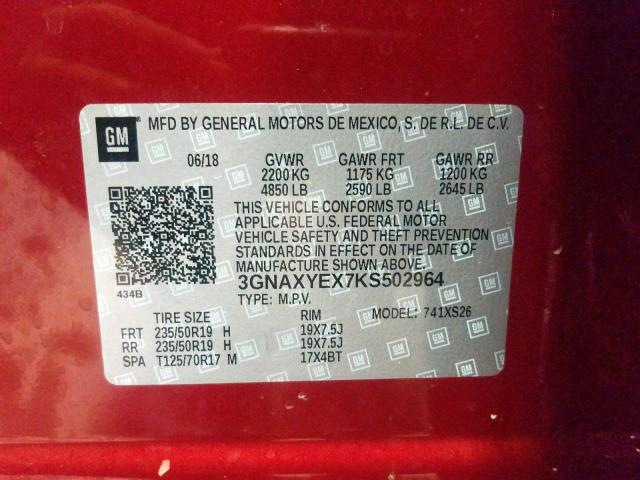 GM MFD BY GENERAL MOTORS DE MEXICO, S. DE R.L. DE C.V.
06/18 GVWR GAWR FRT GAWR RR
2200 KG 1175 KG 1200 KG
4850 LB 2590 LB 2645 LB
THIS VEHICLE CONFORMS TO ALL
APPLICABLE U.S. FEDERAL MOTOR
VEHICLE SAFETY AND THEFT PREVENTION
STANDARDS IN EFFECT ON THE DATE OF
MANUFACTURE SHOWN ABOVE.
3GNAXYEX7KS502964
434B TYPE: M.P.V.
TIRE SIZE RIM MODEL: 741XS26
FRT 235/50R19 H 19X7.5J
RR 235/50R19 H 19X7.5J
SPA T125/70R17 M 17X4BT